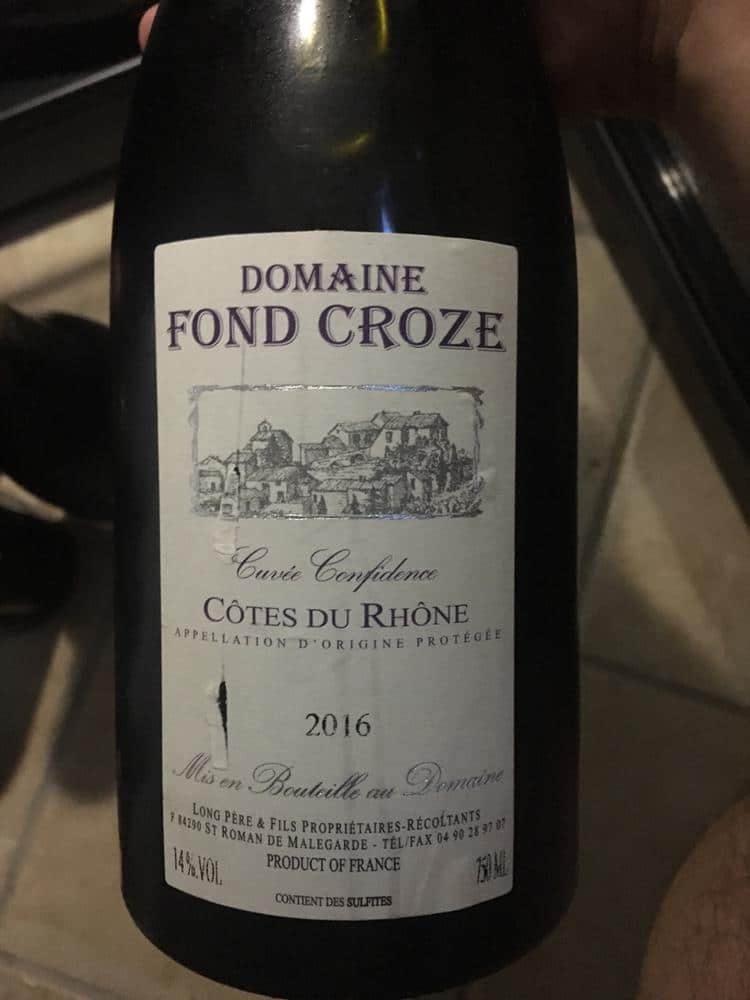 DOMAINE
FOND CROZE
Cuvée Confidence
CÔTES DU RHÔNE
APPELLATION D'ORIGINE PROTÉGÉE
2016
Mis en Bouteille au Domaine
LONG PÈRE & FILS PROPRIÉTAIRES-RÉCOLTANTS
F 84290 ST ROMAN DE MALEGARDE - TÉL/FAX 04 90 28 97 07
14%.VOL PRODUCT OF FRANCE 750 ML
CONTIENT DES SULFITES